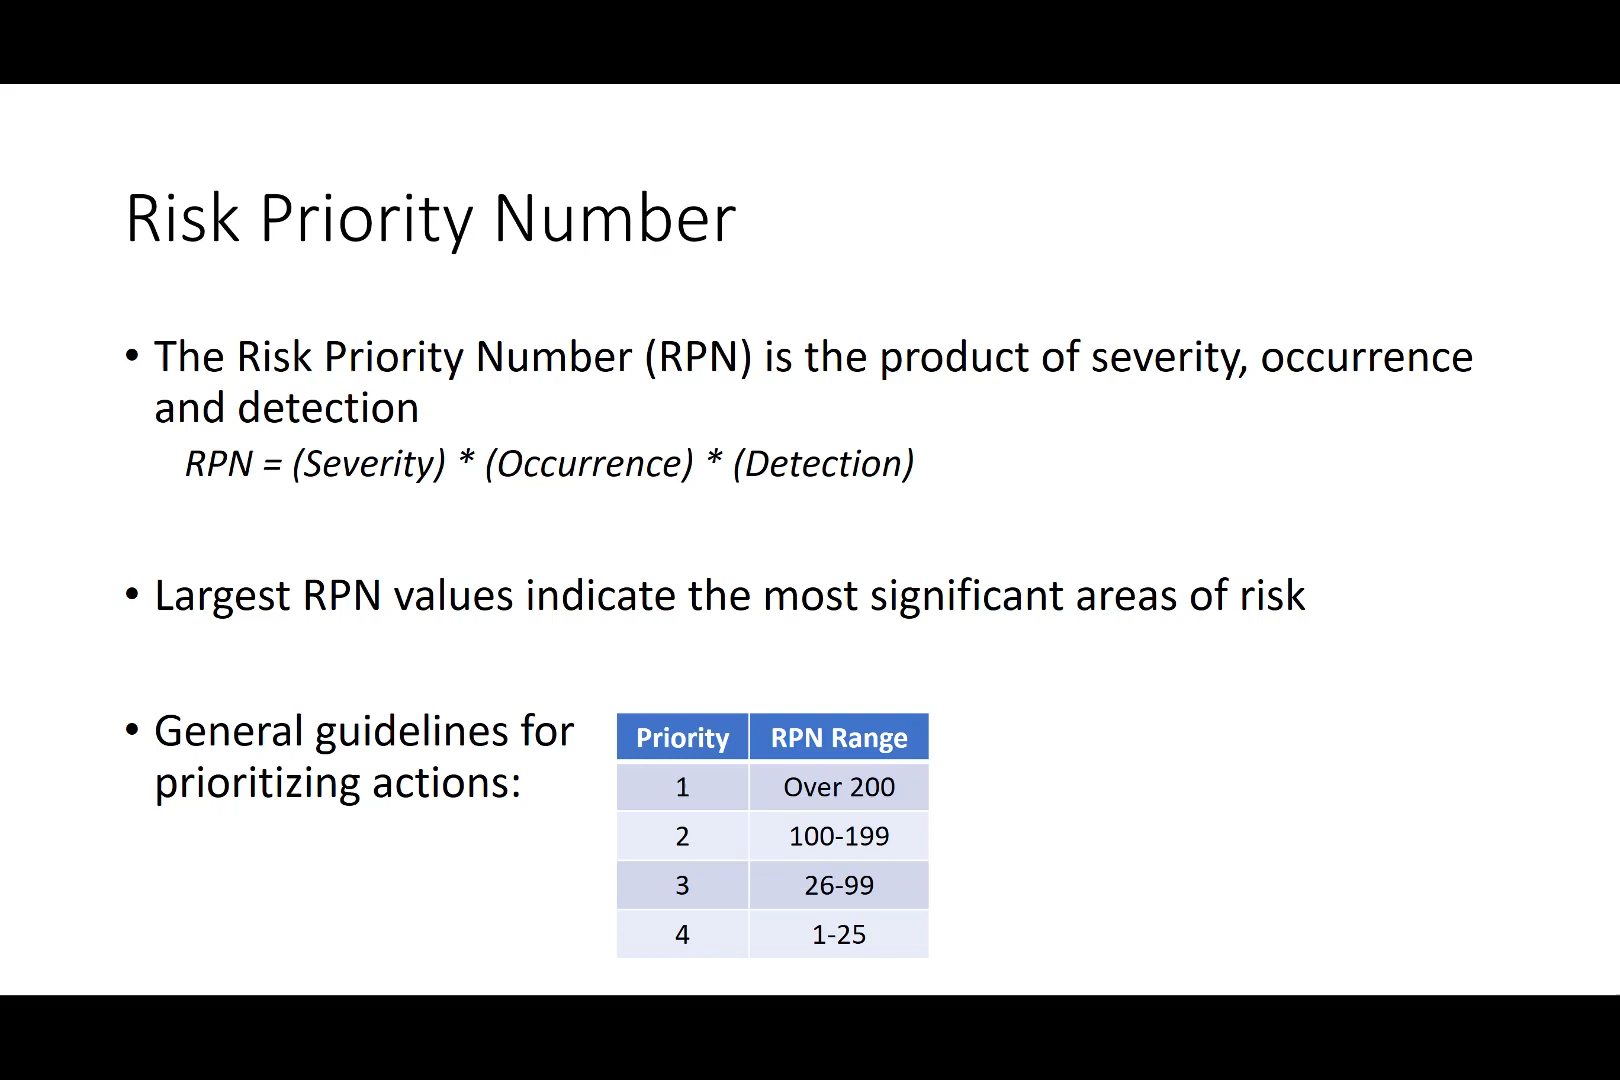 Risk Priority Number
• The Risk Priority Number (RPN) is the product of severity, occurrence
and detection
RPN = (Severity) * (Occurrence) * (Detection)
• Largest RPN values indicate the most significant areas of risk
• General guidelines for
prioritizing actions:
Priority RPN Range
1 Over 200
2 100-199
3 26-99
4 1-25